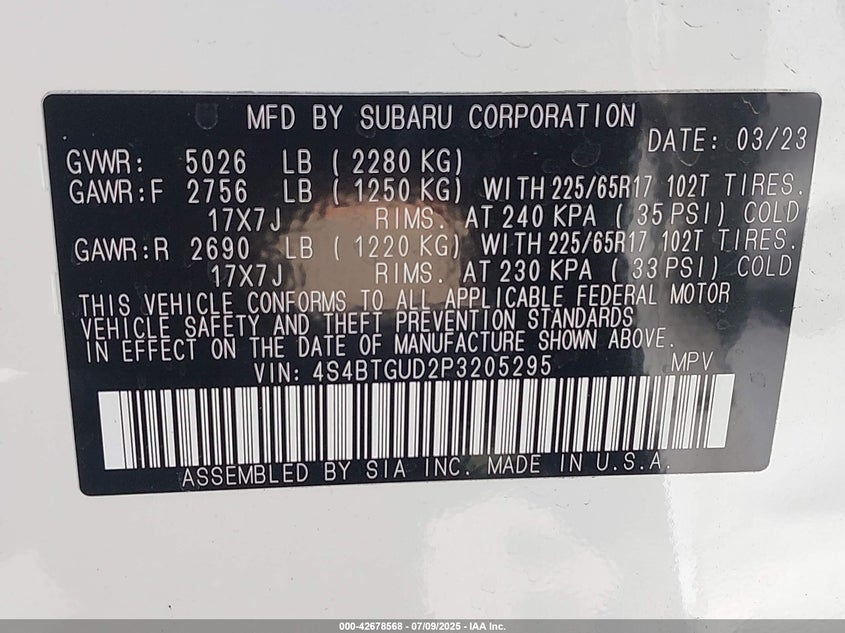 MFD BY SUBARU CORPORATION
DATE: 03/23
GVWR: 5026 LB (2280 KG)
GAWR:F 2756 LB (1250 KG) WITH 225/65R17 102T TIRES.
17X7J RIMS. AT 240 KPA (35 PSI) COLD
GAWR:R 2690 LB (1220 KG) WITH 225/65R17 102T TIRES.
17X7J RIMS. AT 230 KPA (33 PSI) COLD
THIS VEHICLE CONFORMS TO ALL APPLICABLE FEDERAL MOTOR
VEHICLE SAFETY AND THEFT PREVENTION STANDARDS
IN EFFECT ON THE DATE OF MANUFACTURE SHOWN ABOVE.
VIN: 4S4BTGUD2P3205295 MPV
ASSEMBLED BY SIA INC. MADE IN U.S.A.
000-42678568 - 07/09/2025 - IAA Inc.